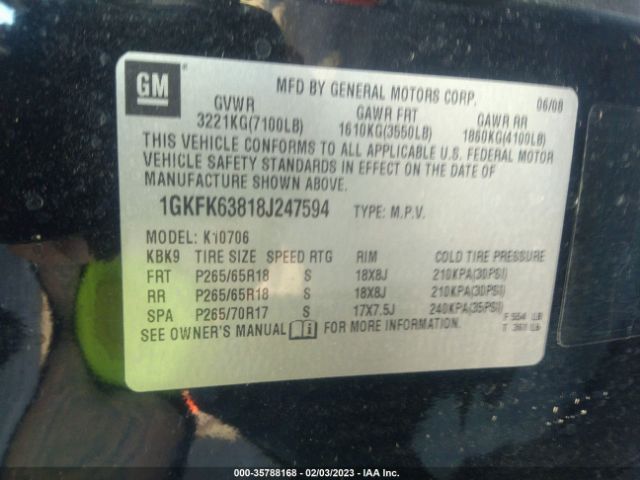 GM
MFD BY GENERAL MOTORS CORP. 06/08
GVWR GAWR FRT GAWR RR
3221KG(7100LB) 1610KG(3550LB) 1860KG(4100LB)
THIS VEHICLE CONFORMS TO ALL APPLICABLE U.S. FEDERAL MOTOR
VEHICLE SAFETY STANDARDS IN EFFECT ON THE DATE OF
MANUFACTURE SHOWN ABOVE.
1GKFK63818J247594 TYPE: M.P.V.
MODEL: K10706
KBK9 TIRE SIZE SPEED RTG RIM COLD TIRE PRESSURE
FRT P265/65R18 S 18X8J 210KPA(30PSI)
RR P265/65R18 S 18X8J 210KPA(30PSI)
SPA P265/70R17 S 17X7.5J 240KPA(35PSI)
SEE OWNER'S MANUAL FOR MORE INFORMATION.
F 554 LB
T 360 LB
000-35788168 - 02/03/2023 - IAA Inc.